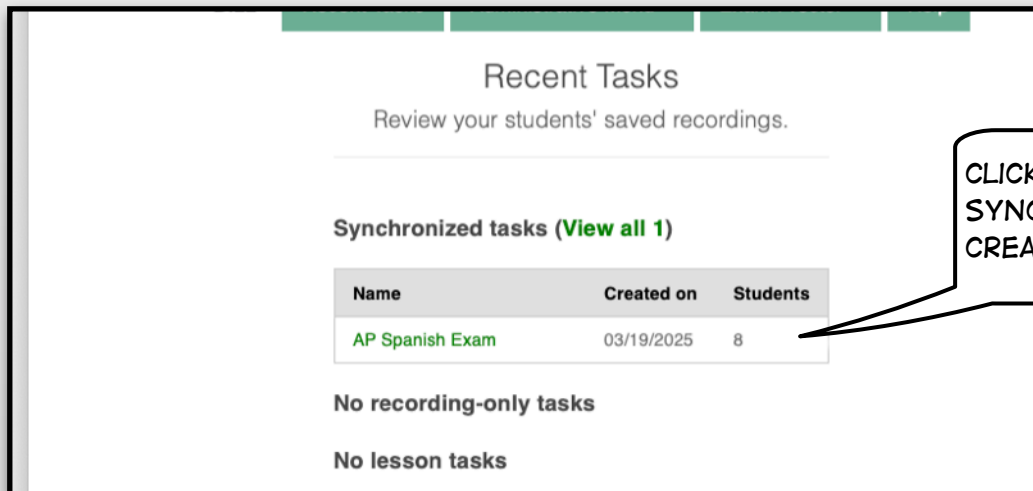 Recent Tasks
Review your students' saved recordings.
Synchronized tasks (View all 1)
Name Created on Students
AP Spanish Exam 03/19/2025 8
No recording-only tasks
No lesson tasks
CLICK